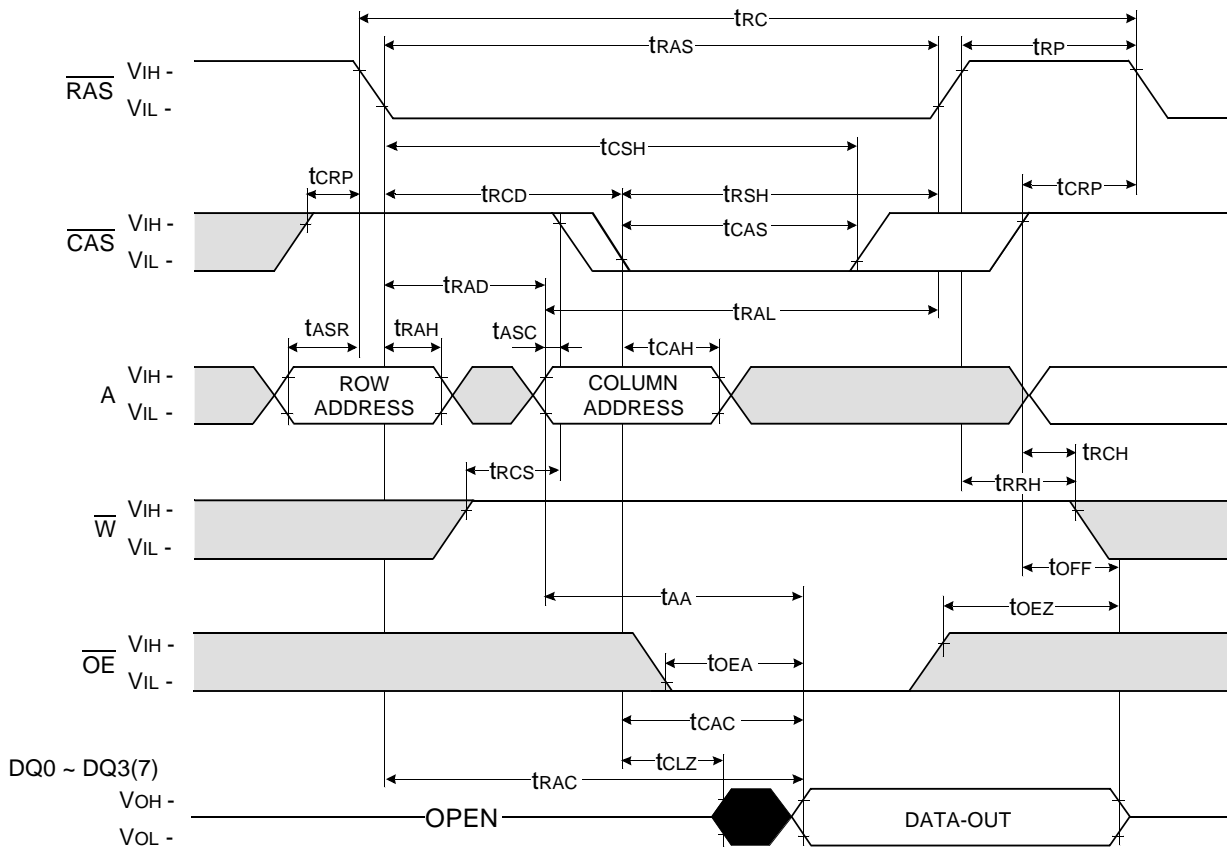 tRC
tRAS
tRP
RAS
VIH -
VIL -
tCSH
tCRP
tRCD
tRSH
tCRP
CAS
VIH -
VIL -
tCAS
tRAD
tRAL
tASR
tRAH
tASC
tCAH
A
VIH -
VIL -
ROW
ADDRESS
COLUMN
ADDRESS
tRCS
tRCH
tRRH
W
VIH -
VIL -
tOFF
tAA
tOEZ
OE
VIH -
VIL -
tOEA
tCAC
DQ0 ~ DQ3(7)
tCLZ
tRAC
VOH -
VOL -
OPEN
DATA-OUT